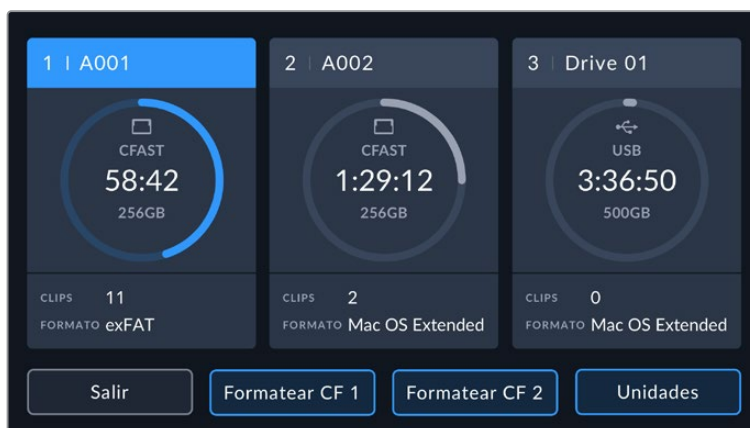 1 | A001
CFAST
58:42
256GB
CLIPS 11
FORMATO exFAT
2 | A002
CFAST
1:29:12
256GB
CLIPS 2
FORMATO Mac OS Extended
3 | Drive 01
USB
3:36:50
500GB
CLIPS 0
FORMATO Mac OS Extended
Salir
Formatear CF 1
Formatear CF 2
Unidades